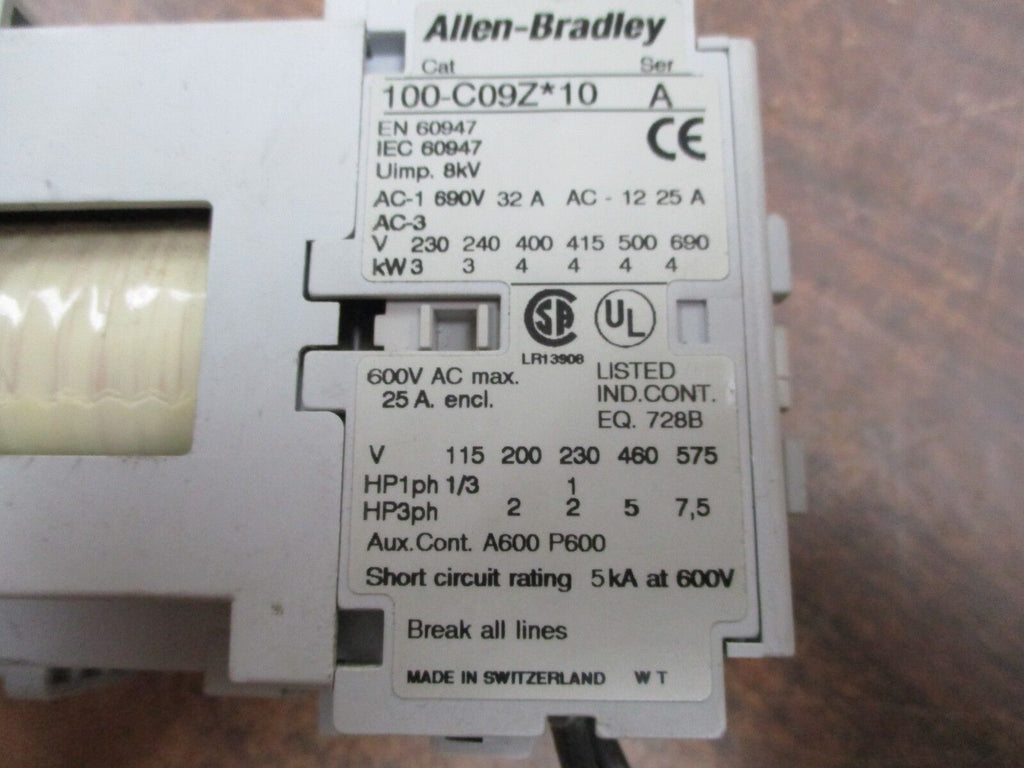 Allen-Bradley
Cat Ser
100-C09Z*10 A
EN 60947
IEC 60947
Uimp. 8kV
CE
AC-1 690V 32 A AC - 12 25 A
AC-3
V 230 240 400 415 500 690
kW 3 3 4 4 4 4
SA
UL
LR13908
600V AC max.
25 A. encl.
LISTED
IND.CONT.
EQ. 728B
V 115 200 230 460 575
HP1ph 1/3 1
HP3ph 2 2 5 7,5
Aux.Cont. A600 P600
Short circuit rating 5 kA at 600V
Break all lines
MADE IN SWITZERLAND W T